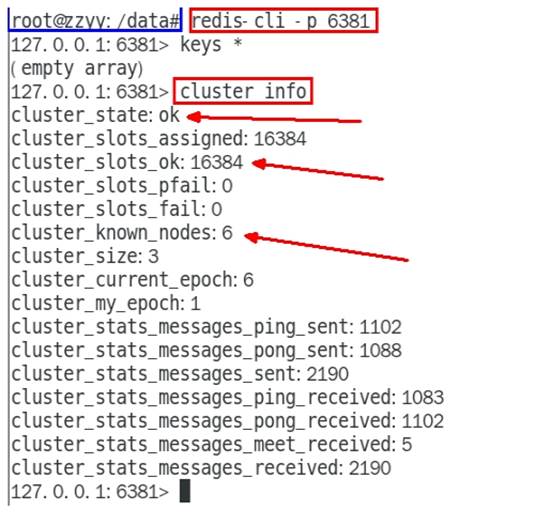 root@zzyy:/data# redis-cli -p 6381
127.0.0.1:6381> keys *
(empty array)
127.0.0.1:6381> cluster info
cluster_state:ok
cluster_slots_assigned:16384
cluster_slots_ok:16384
cluster_slots_pfail:0
cluster_slots_fail:0
cluster_known_nodes:6
cluster_size:3
cluster_current_epoch:6
cluster_my_epoch:1
cluster_stats_messages_ping_sent:1102
cluster_stats_messages_pong_sent:1088
cluster_stats_messages_sent:2190
cluster_stats_messages_ping_received:1083
cluster_stats_messages_pong_received:1102
cluster_stats_messages_meet_received:5
cluster_stats_messages_received:2190
127.0.0.1:6381>